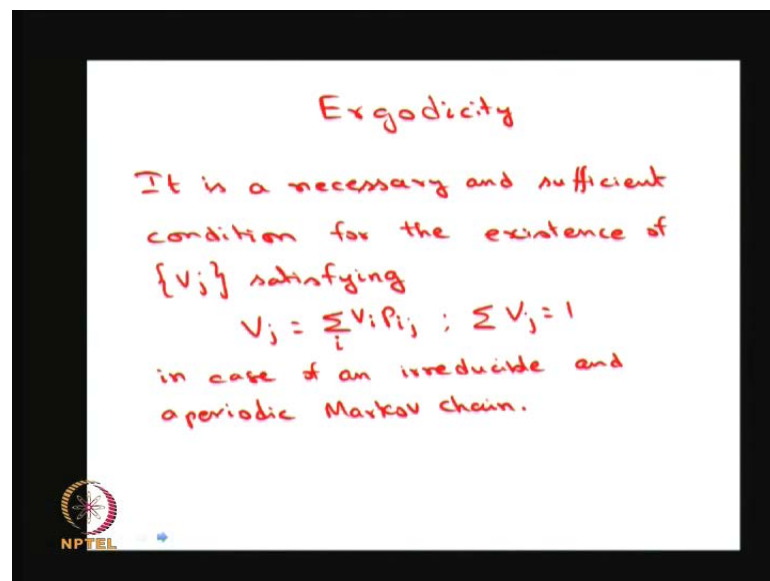 Ergodicity
It is a necessary and sufficient
condition for the existence of
{Vj} satisfying
Vj = Σi Vi Pij ; Σ Vj = 1
in case of an irreducible and
aperiodic Markov chain.
NPTEL